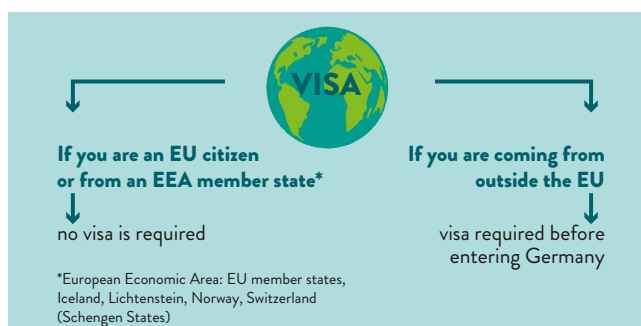 VISA
If you are an EU citizen
or from an EEA member state*
no visa is required
*European Economic Area: EU member states,
Iceland, Lichtenstein, Norway, Switzerland
(Schengen States)
If you are coming from
outside the EU
visa required before
entering Germany